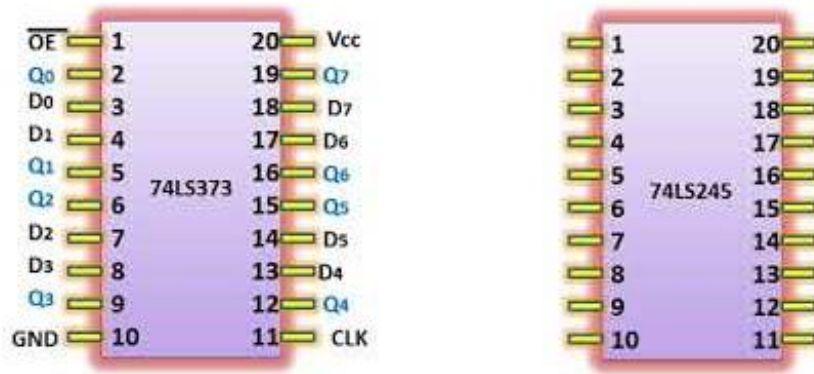 OE 1 20 Vcc
Q0 2 19 Q7
D0 3 18 D7
D1 4 17 D6
Q1 5 16 Q6
Q2 6 15 Q5
D2 7 14 D5
D3 8 13 D4
Q3 9 12 Q4
GND 10 11 CLK
74LS373
1 20
2 19
3 18
4 17
5 16
6 15
7 14
8 13
9 12
10 11
74LS245